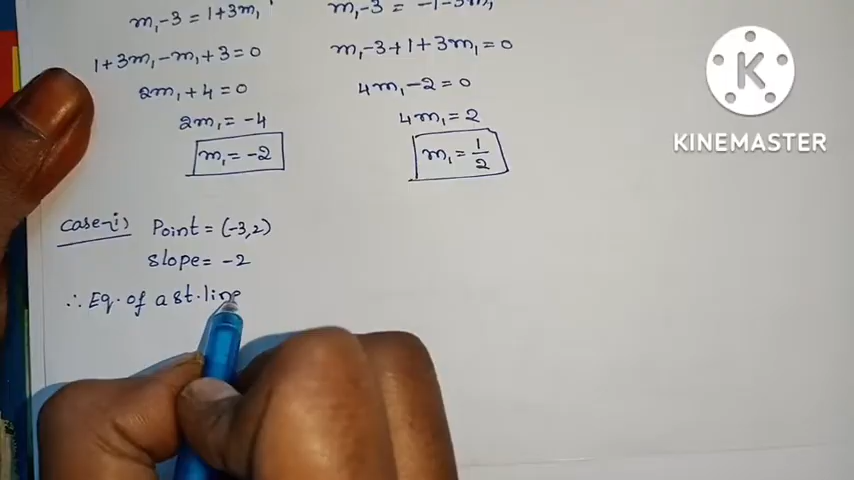 m₁-3 = 1+3m₁
1+3m₁-m₁+3=0
2m₁+4=0
2m₁=-4
m₁=-2
m₁-3 = -1-3m₁
m₁-3+1+3m₁=0
4m₁-2=0
4m₁=2
m₁=1/2
Case-i) Point=(-3,2)
Slope=-2
∴ Eq. of a st. line
K
KINEMASTER